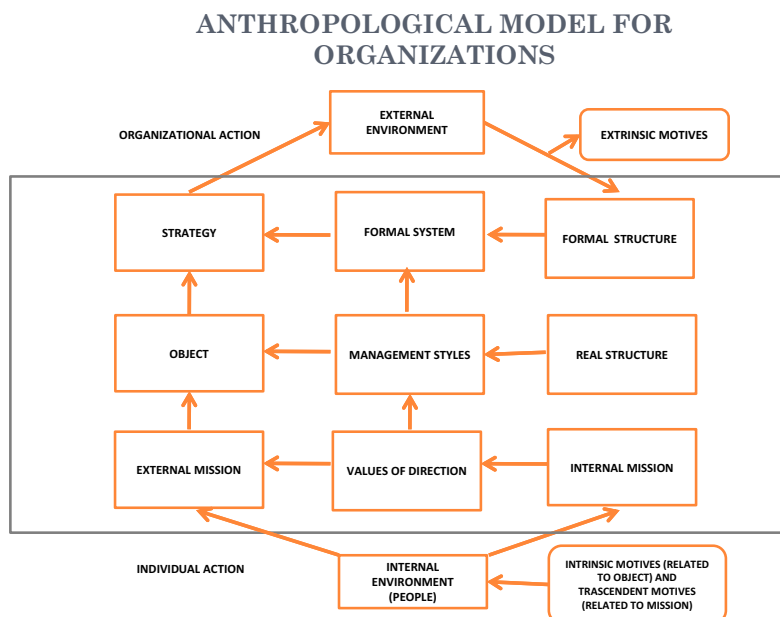 ANTHROPOLOGICAL MODEL FOR
ORGANIZATIONS
EXTERNAL
ENVIRONMENT
ORGANIZATIONAL ACTION
EXTRINSIC MOTIVES
STRATEGY
FORMAL SYSTEM
FORMAL STRUCTURE
OBJECT
MANAGEMENT STYLES
REAL STRUCTURE
EXTERNAL MISSION
VALUES OF DIRECTION
INTERNAL MISSION
INDIVIDUAL ACTION
INTERNAL
ENVIRONMENT
(PEOPLE)
INTRINSIC MOTIVES (RELATED
TO OBJECT) AND
TRASCENDENT MOTIVES
(RELATED TO MISSION)